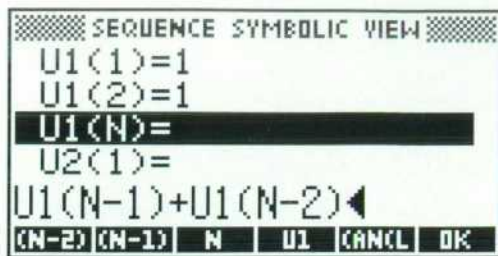 SEQUENCE SYMBOLIC VIEW
U1(1)=1
U1(2)=1
U1(N)=
U2(1)=
U1(N-1)+U1(N-2)◄
(N-2) (N-1) N U1 CANCL OK